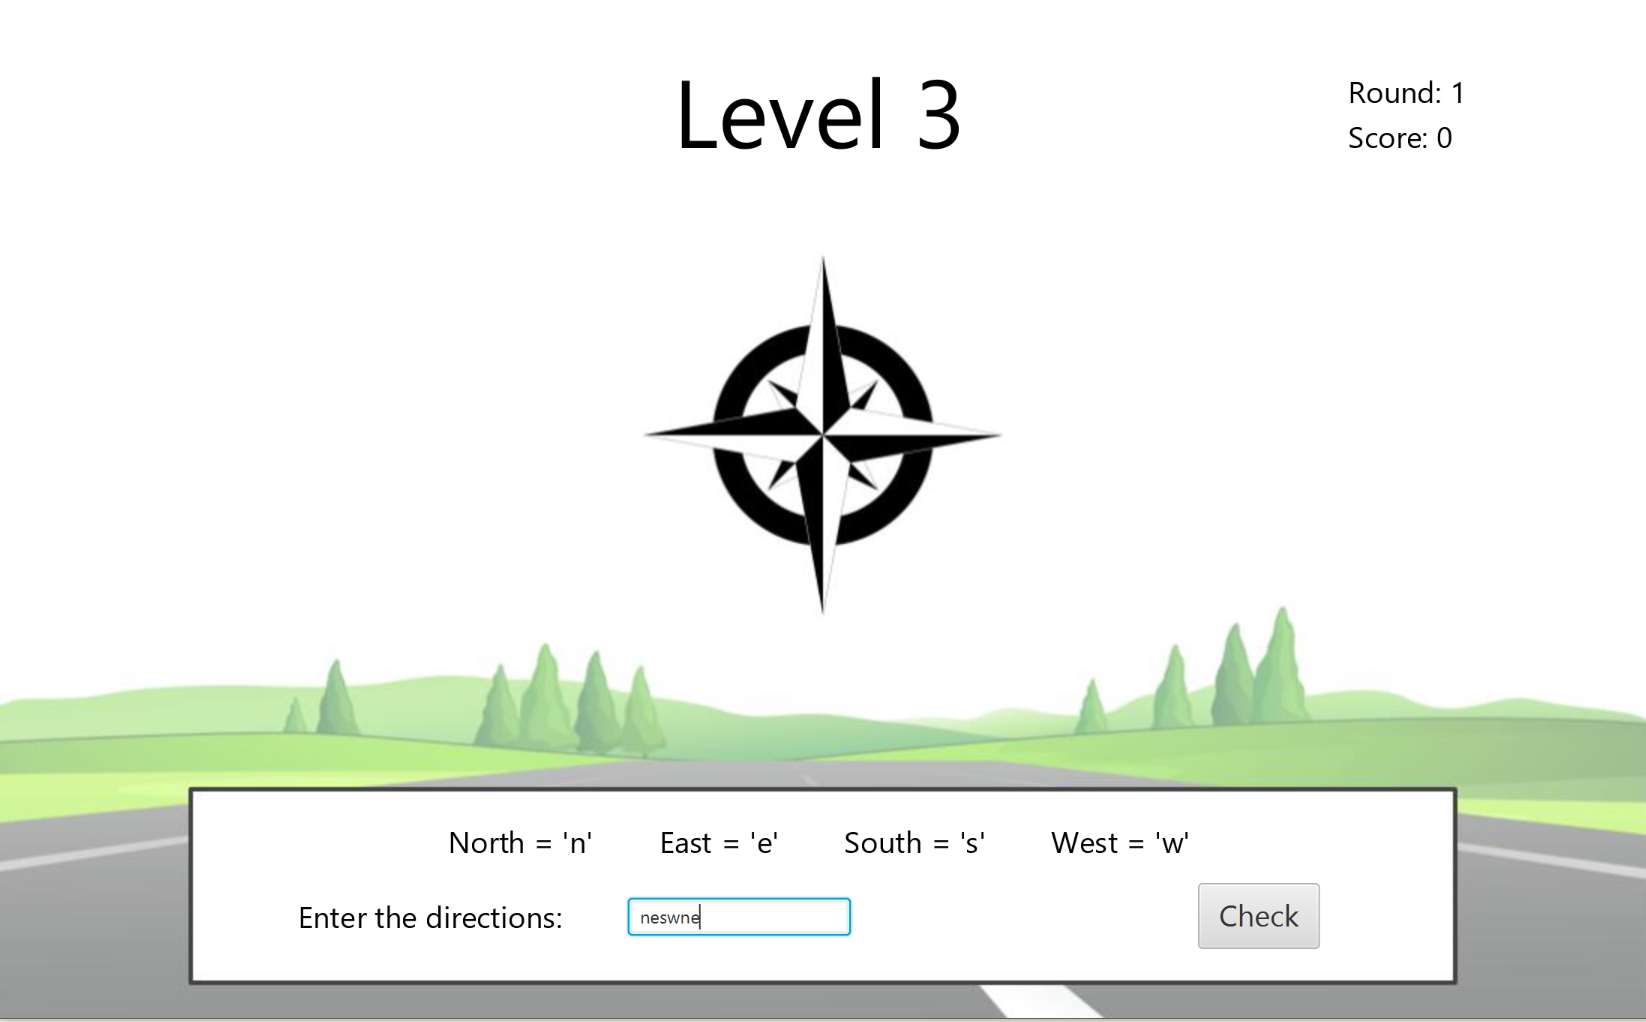 Level 3
Round: 1
Score: 0
North = 'n' East = 'e' South = 's' West = 'w'
Enter the directions: neswne Check